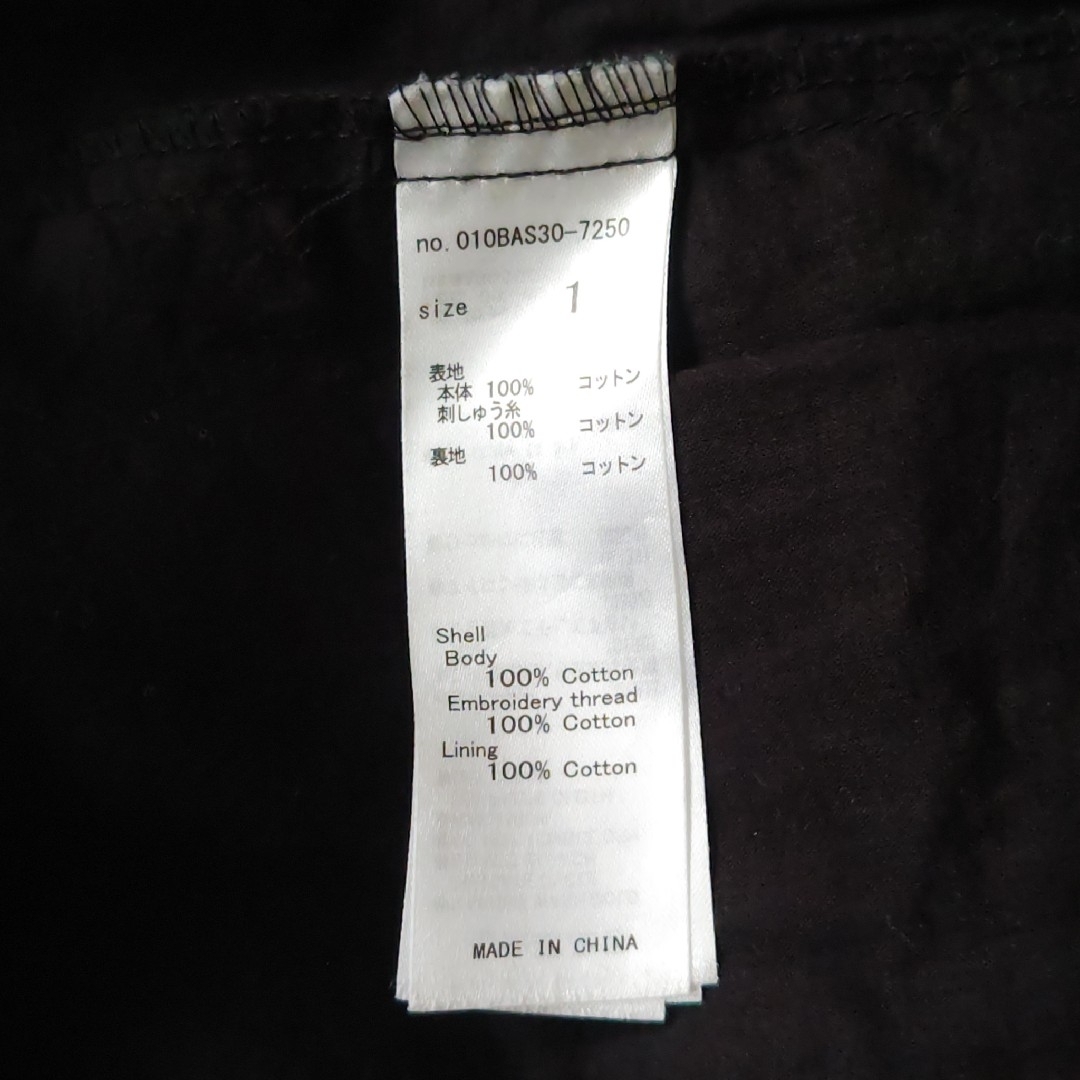 no. 010BAS30-7250
size 1
表地
本体 100% コットン
刺しゅう糸
100% コットン
裏地
100% コットン
Shell
Body
100% Cotton
Embroidery thread
100% Cotton
Lining
100% Cotton
MADE IN CHINA